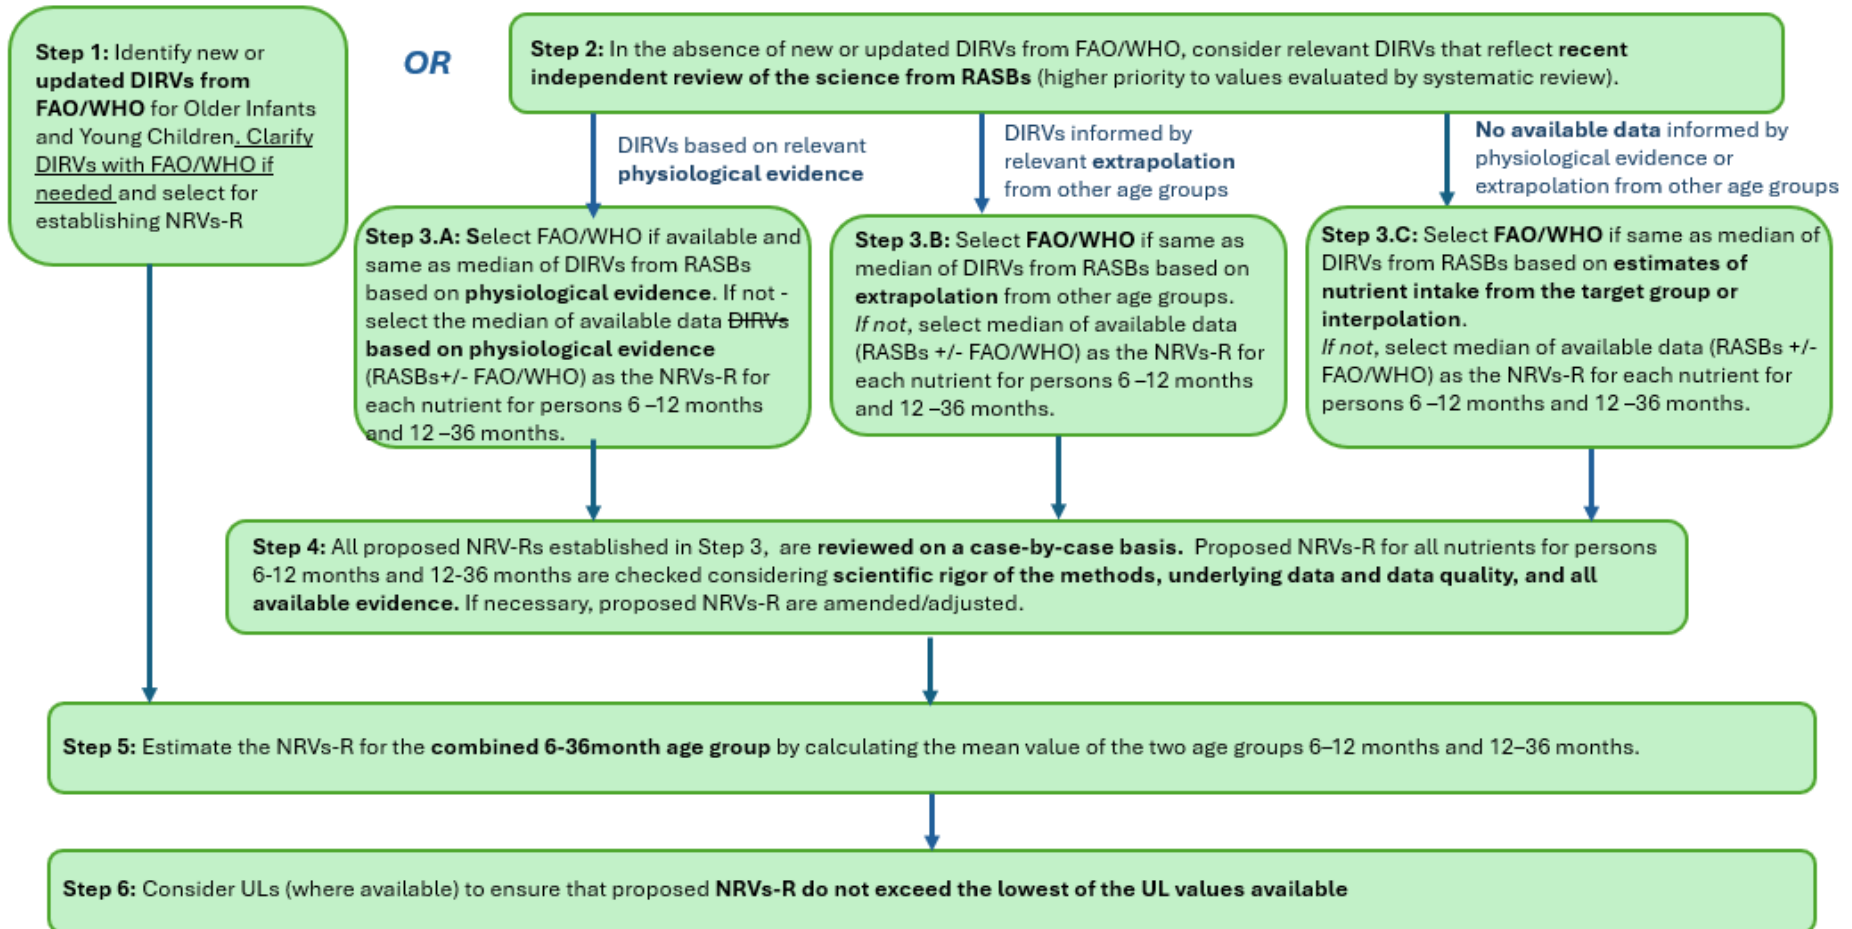 Step 1: Identify new or
updated DIRVs from
FAO/WHO for Older Infants
and Young Children. Clarify
DIRVs with FAO/WHO if
needed and select for
establishing NRVs-R
OR
Step 2: In the absence of new or updated DIRVs from FAO/WHO, consider relevant DIRVs that reflect recent
independent review of the science from RASBs (higher priority to values evaluated by systematic review).
DIRVs based on relevant
physiological evidence
DIRVs informed by
relevant extrapolation
from other age groups
No available data informed by
physiological evidence or
extrapolation from other age groups
Step 3.A: Select FAO/WHO if available and
same as median of DIRVs from RASBs
based on physiological evidence. If not -
select the median of available data DIRVs
based on physiological evidence
(RASBs+/- FAO/WHO) as the NRVs-R for
each nutrient for persons 6 –12 months
and 12 –36 months.
Step 3.B: Select FAO/WHO if same as
median of DIRVs from RASBs based on
extrapolation from other age groups.
If not, select median of available data
(RASBs +/- FAO/WHO) as the NRVs-R for
each nutrient for persons 6 –12 months
and 12 –36 months.
Step 3.C: Select FAO/WHO if same as median of
DIRVs from RASBs based on estimates of
nutrient intake from the target group or
interpolation.
If not, select median of available data (RASBs +/-
FAO/WHO) as the NRVs-R for each nutrient for
persons 6 –12 months and 12 –36 months.
Step 4: All proposed NRV-Rs established in Step 3, are reviewed on a case-by-case basis. Proposed NRVs-R for all nutrients for persons
6-12 months and 12-36 months are checked considering scientific rigor of the methods, underlying data and data quality, and all
available evidence. If necessary, proposed NRVs-R are amended/adjusted.
Step 5: Estimate the NRVs-R for the combined 6-36month age group by calculating the mean value of the two age groups 6–12 months and 12–36 months.
Step 6: Consider ULs (where available) to ensure that proposed NRVs-R do not exceed the lowest of the UL values available